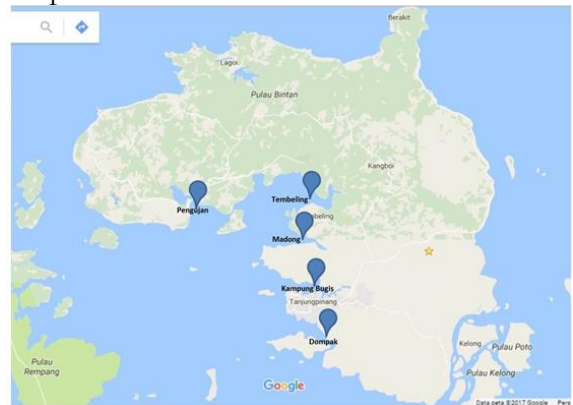 Berakit
Lagoi
Pulau Bintan
Kangboi
Tembeling
Pengujan
Madong
Kampung Bugis
Tanjungpinang
Dompak
Kelong
Pulau Poto
Pulau
Rempang
Pulau Kelong
Google
Data peta ©2017 Google